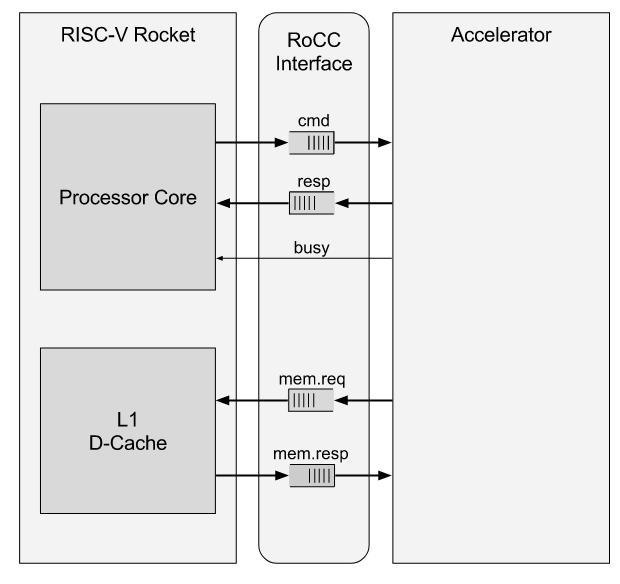 RISC-V Rocket
RoCC
Interface
Accelerator
cmd
resp
Processor Core
busy
mem.req
L1
D-Cache
mem.resp